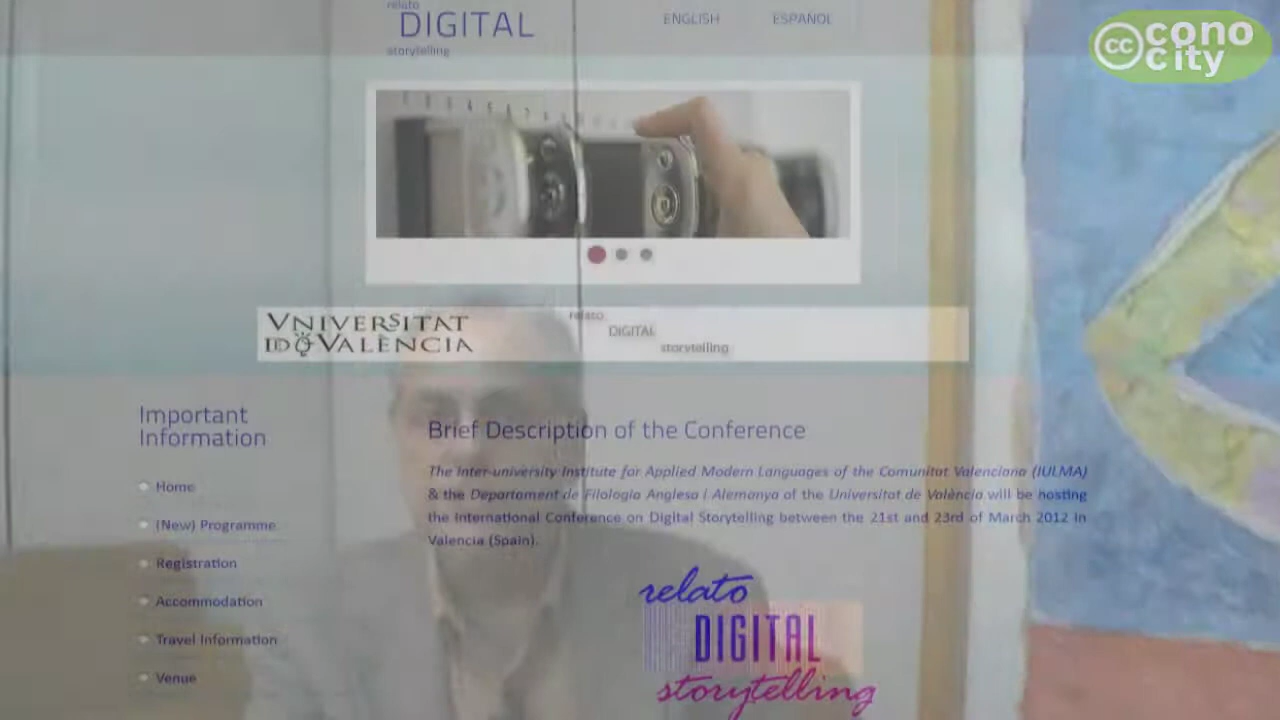 relato
DIGITAL
storytelling
ENGLISH
ESPAÑOL
cc cono
city
VNIVERSITAT
ID VALÈNCIA
relato
DIGITAL
storytelling
Important
Information
Home
(New) Programme
Registration
Accommodation
Travel Information
Venue
Brief Description of the Conference
The Inter-university Institute for Applied Modern Languages of the Comunitat Valenciana (IULMA)
& the Departament de Filologia Anglesa i Alemanya of the Universitat de València will be hosting
the International Conference on Digital Storytelling between the 21st and 23rd of March 2012 in
Valencia (Spain).
relato
DIGITAL
storytelling